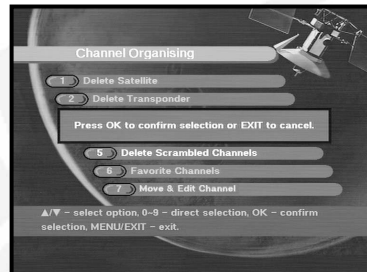 Channel Organising
1 Delete Satellite
2 Delete Transponder
Press OK to confirm selection or EXIT to cancel.
5 Delete Scrambled Channels
6 Favorite Channels
7 Move & Edit Channel
▲/▼ – select option, 0–9 – direct selection, OK – confirm
selection, MENU/EXIT – exit.